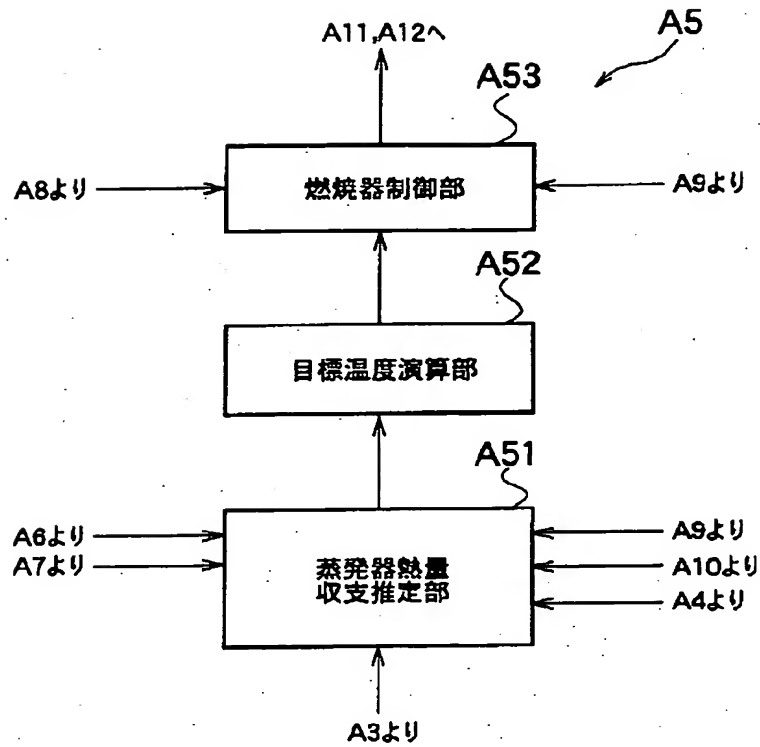 A11,A12へ
A5
A53
A8より
燃焼器制御部
A9より
A52
目標温度演算部
A51
A6より
A7より
蒸発器熱量
収支推定部
A9より
A10より
A4より
A3より